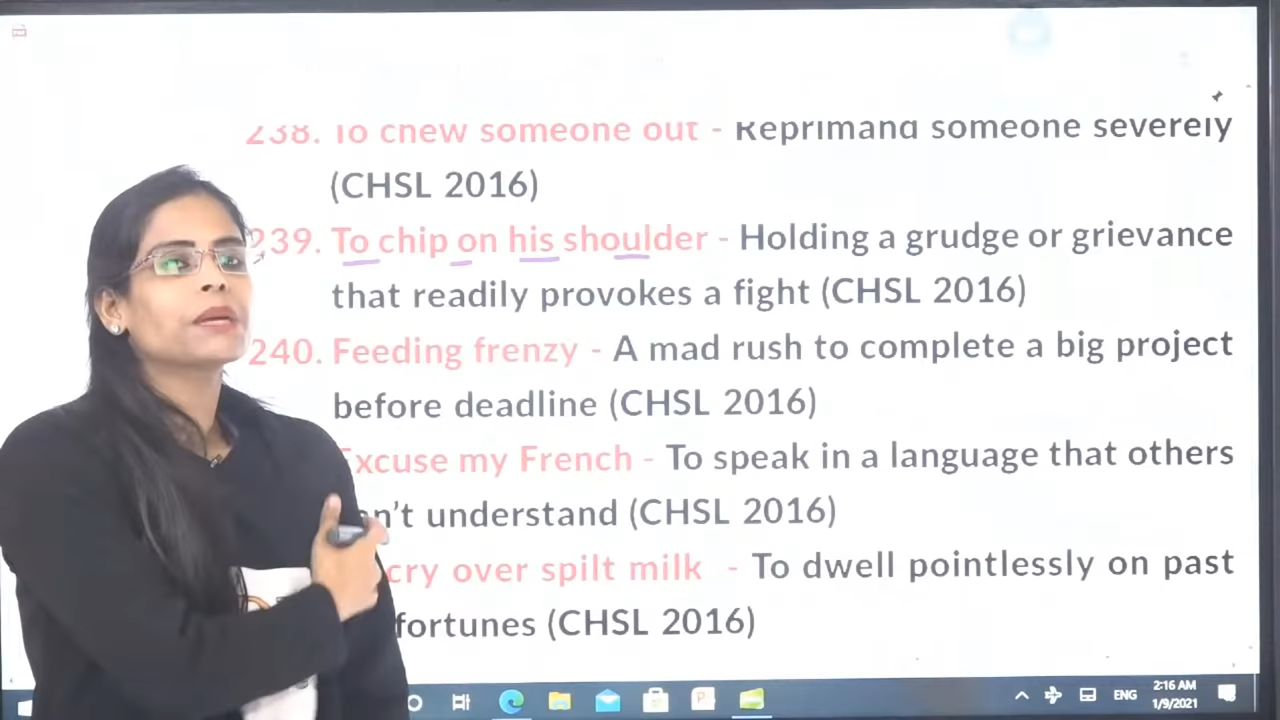 238. To chew someone out - Reprimand someone severely
(CHSL 2016)
239. To chip on his shoulder - Holding a grudge or grievance
that readily provokes a fight (CHSL 2016)
240. Feeding frenzy - A mad rush to complete a big project
before deadline (CHSL 2016)
Excuse my French - To speak in a language that others
n't understand (CHSL 2016)
cry over spilt milk - To dwell pointlessly on past
fortunes (CHSL 2016)
ENG
2:16 AM
1/9/2021